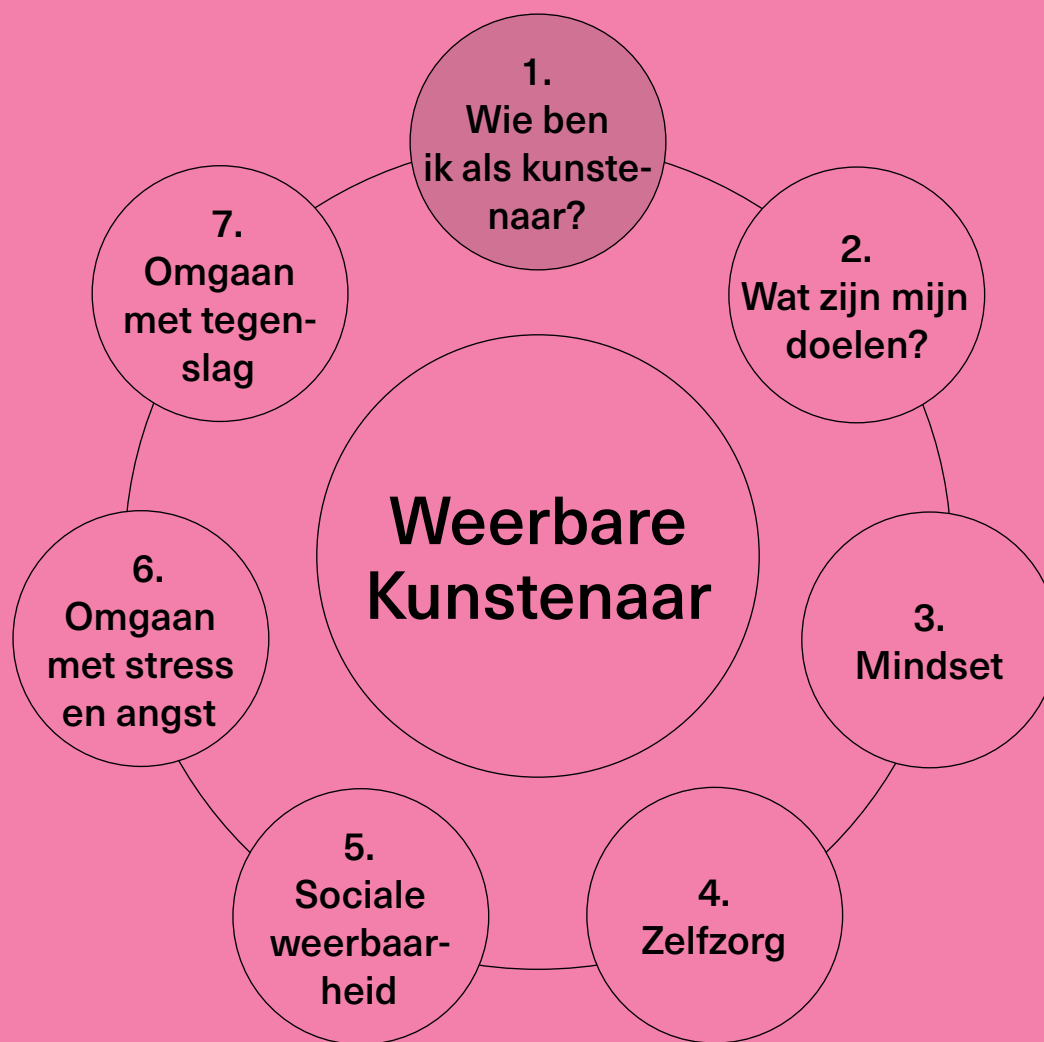 1.
Wie ben
ik als kunste-
naar?
2.
Wat zijn mijn
doelen?
3.
Mindset
4.
Zelfzorg
5.
Sociale
weerbaar-
heid
6.
Omgaan
met stress
en angst
7.
Omgaan
met tegen-
slag
Weerbare
Kunstenaar